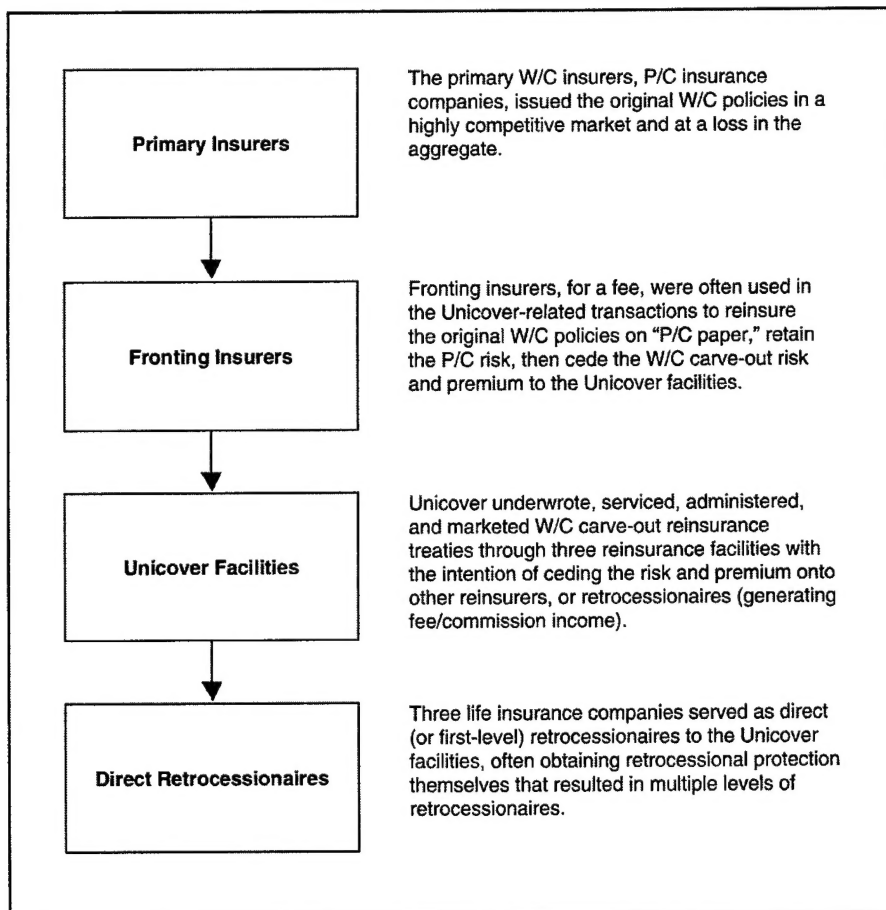 Primary Insurers
The primary W/C insurers, P/C insurance
companies, issued the original W/C policies in a
highly competitive market and at a loss in the
aggregate.
Fronting Insurers
Fronting insurers, for a fee, were often used in
the Unicover-related transactions to reinsure
the original W/C policies on “P/C paper,” retain
the P/C risk, then cede the W/C carve-out risk
and premium to the Unicover facilities.
Unicover Facilities
Unicover underwrote, serviced, administered,
and marketed W/C carve-out reinsurance
treaties through three reinsurance facilities with
the intention of ceding the risk and premium onto
other reinsurers, or retrocessionaires (generating
fee/commission income).
Direct Retrocessionaires
Three life insurance companies served as direct
(or first-level) retrocessionaires to the Unicover
facilities, often obtaining retrocessional protection
themselves that resulted in multiple levels of
retrocessionaires.